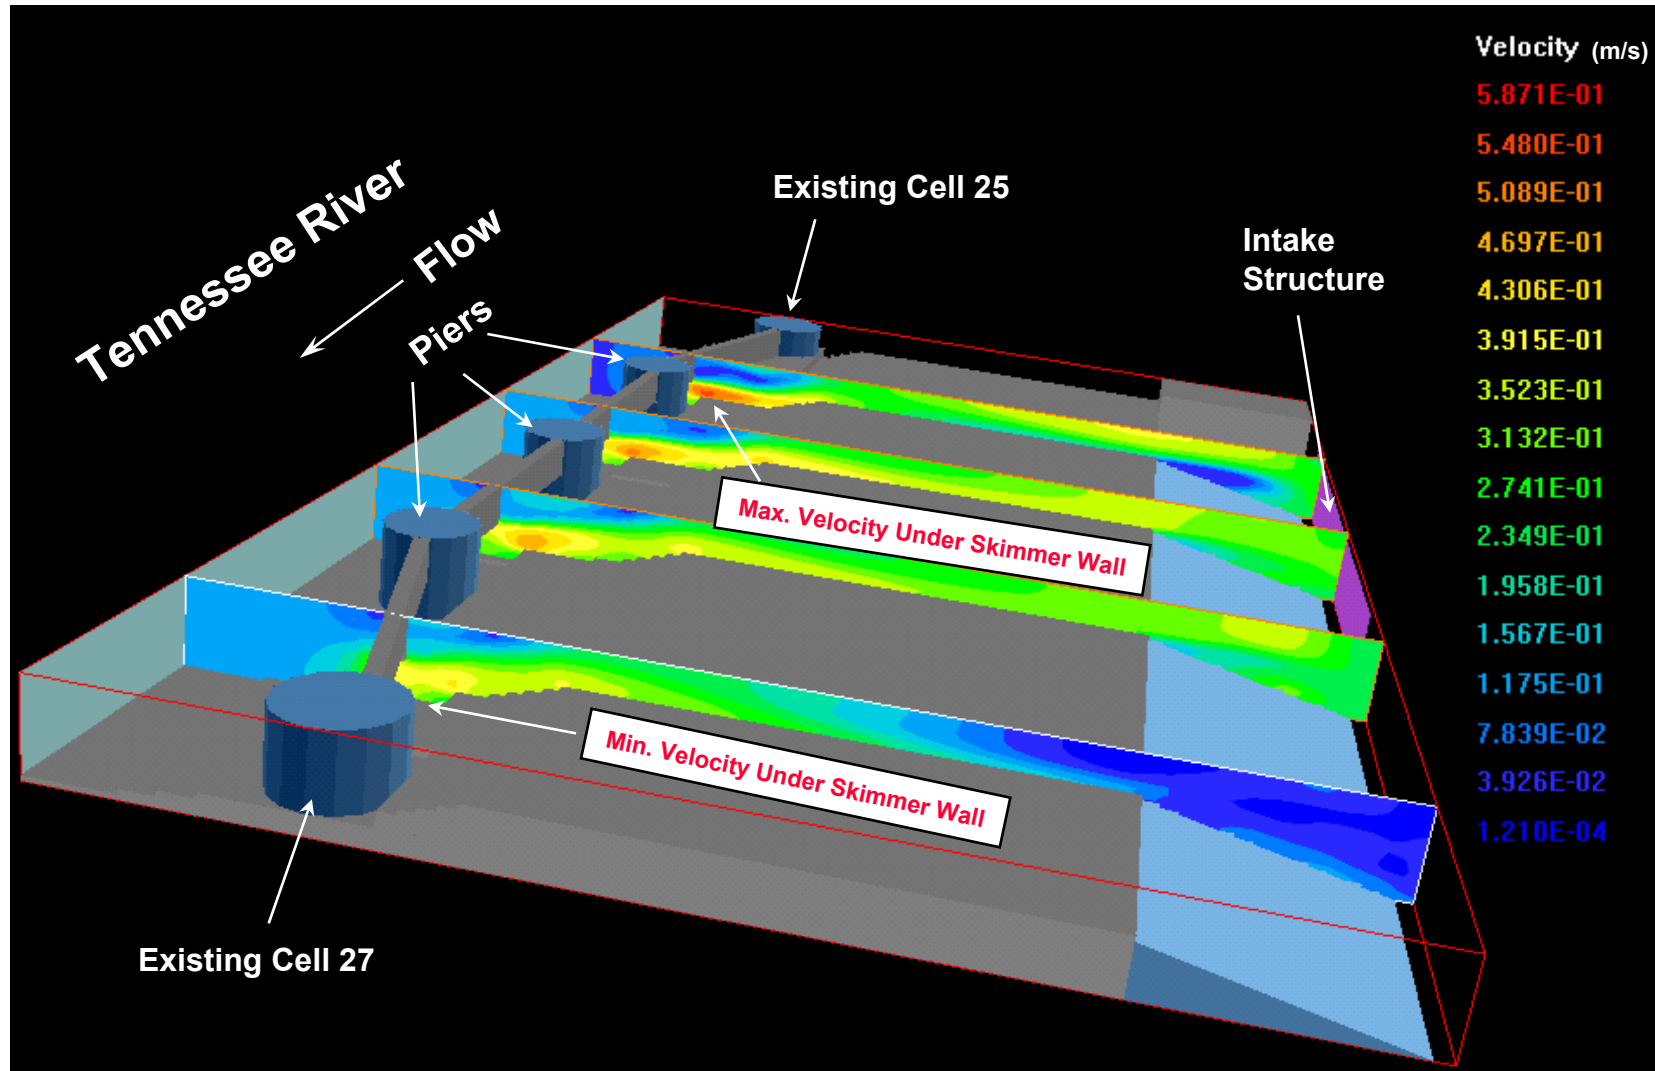 Velocity (m/s)
5.871E-01
5.480E-01
5.089E-01
4.697E-01
4.306E-01
3.915E-01
3.523E-01
3.132E-01
2.741E-01
2.349E-01
1.958E-01
1.567E-01
1.175E-01
7.839E-02
3.926E-02
1.210E-04
Tennessee River
Flow
Piers
Existing Cell 25
Intake
Structure
Max. Velocity Under Skimmer Wall
Min. Velocity Under Skimmer Wall
Existing Cell 27